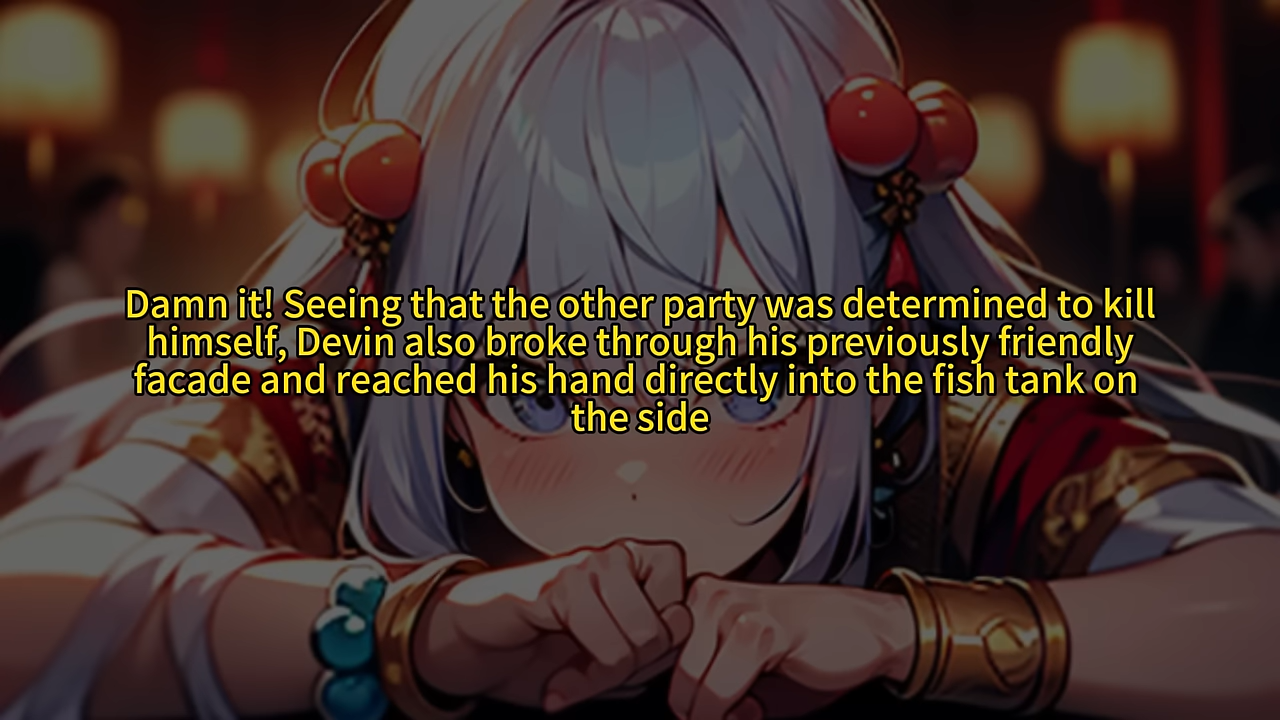 Damn it! Seeing that the other party was determined to kill
himself, Devin also broke through his previously friendly
facade and reached his hand directly into the fish tank on
the side